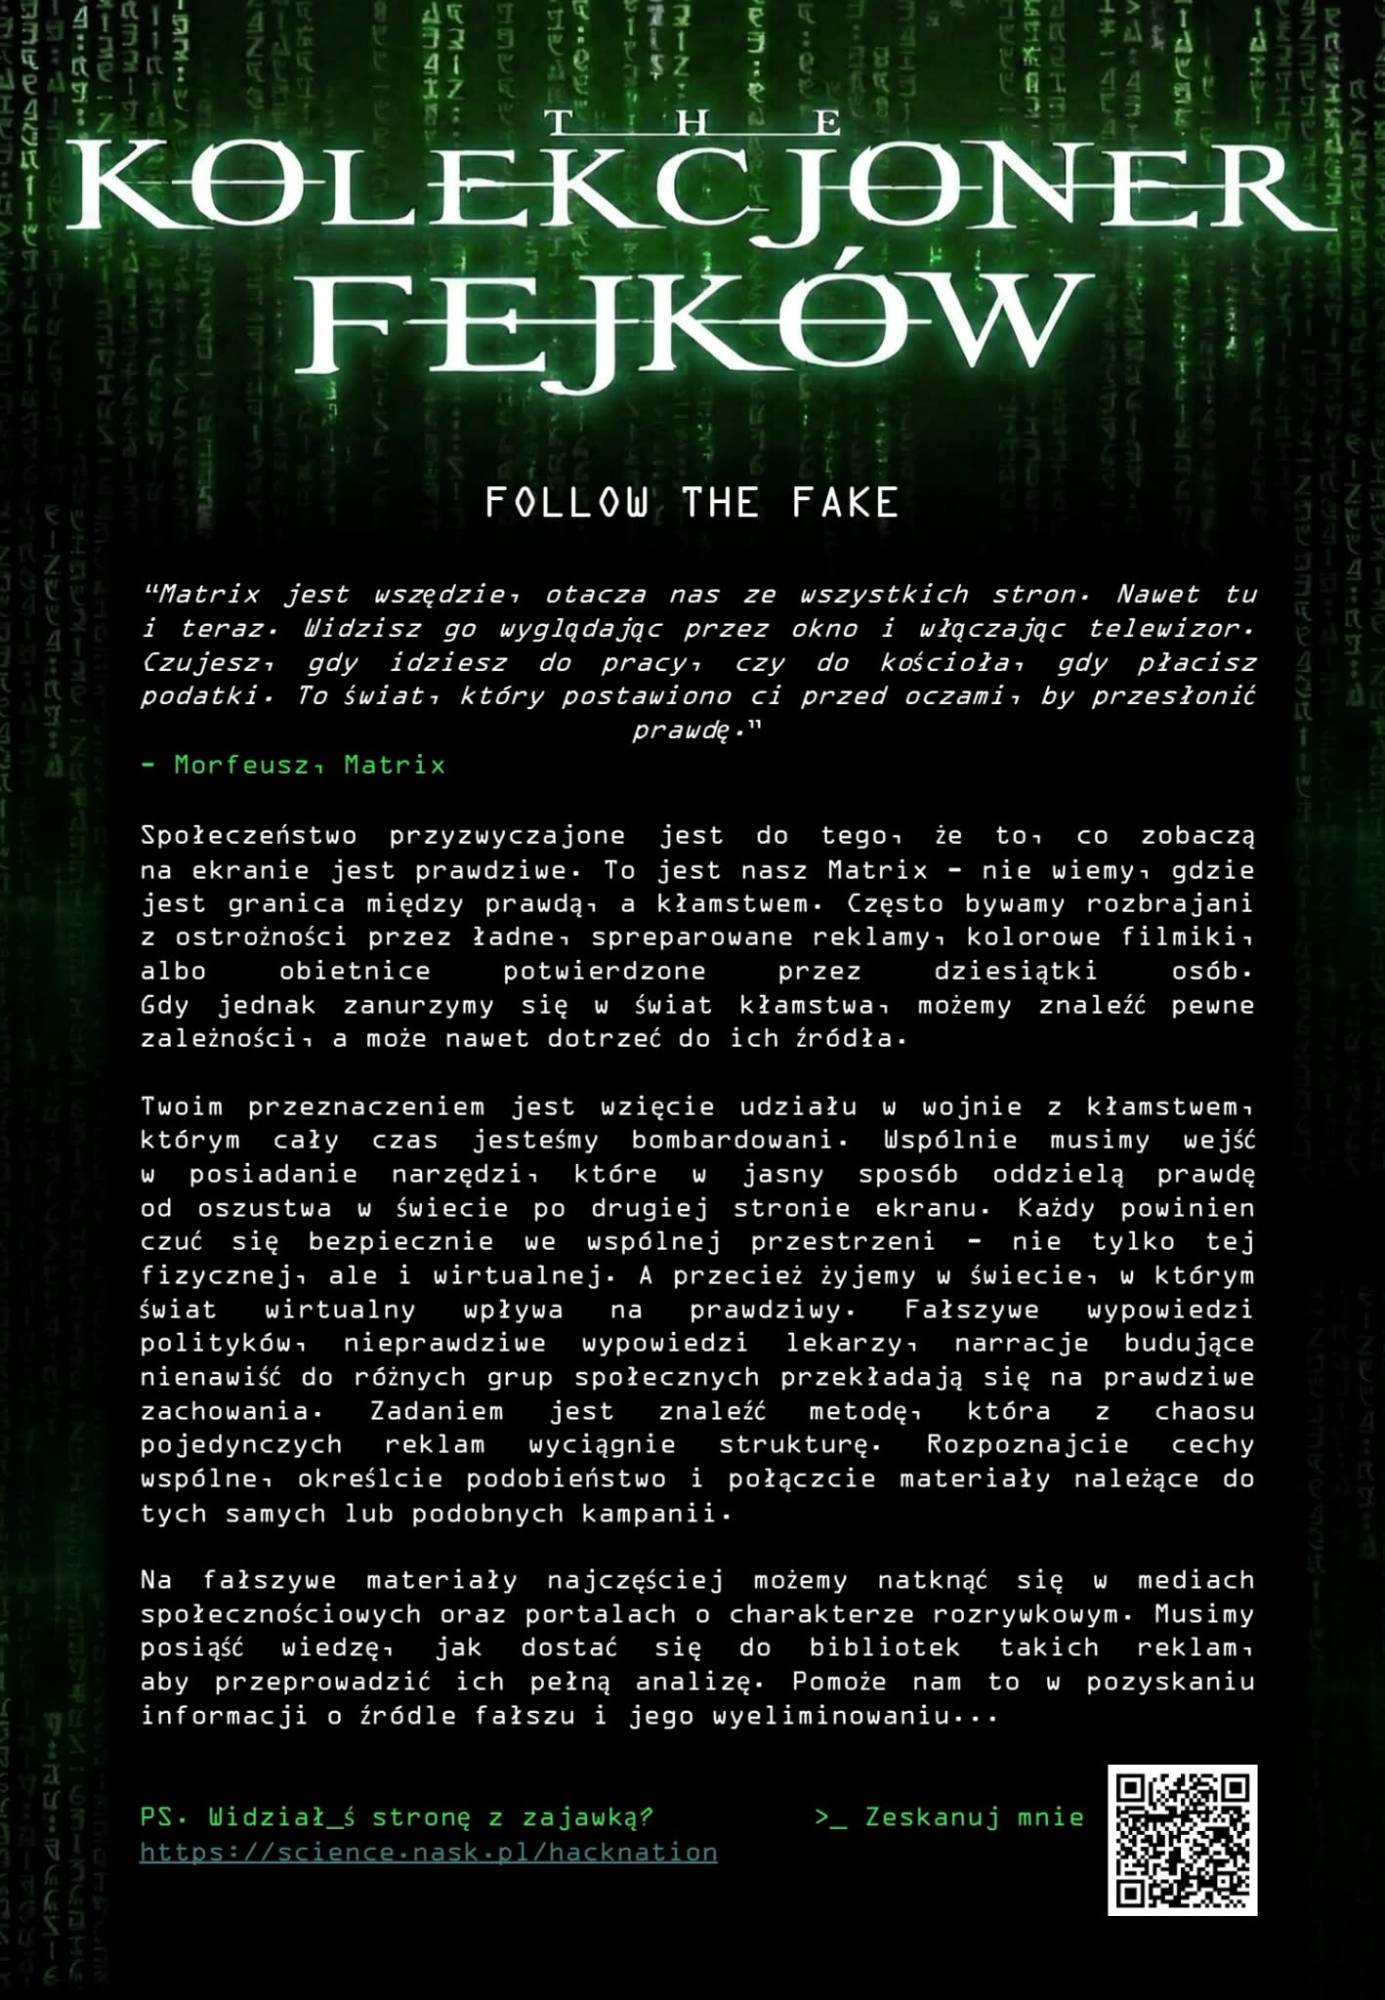 THE
KOLEKCJONER
FEJKÓW
FOLLOW THE FAKE
"Matrix jest wszędzie, otacza nas ze wszystkich stron. Nawet tu
i teraz. Widzisz go wyglądając przez okno i włączając telewizor.
Czujesz, gdy idziesz do pracy, czy do kościoła, gdy płacisz
podatki. To świat, który postawiono ci przed oczami, by przesłonić
prawdę."
- Morfeusz, Matrix
Społeczeństwo przyzwyczajone jest do tego, że to, co zobaczą
na ekranie jest prawdziwe. To jest nasz Matrix - nie wiemy, gdzie
jest granica między prawdą, a kłamstwem. Często bywamy rozbrajani
z ostrożności przez ładne, spreparowane reklamy, kolorowe filmiki,
albo obietnice potwierdzone przez dziesiątki osób.
Gdy jednak zanurzymy się w świat kłamstwa, możemy znaleźć pewne
zależności, a może nawet dotrzeć do ich źródła.
Twoim przeznaczeniem jest wzięcie udziału w wojnie z kłamstwem,
którym cały czas jesteśmy bombardowani. Wspólnie musimy wejść
w posiadanie narzędzi, które w jasny sposób oddzielą prawdę
od oszustwa w świecie po drugiej stronie ekranu. Każdy powinien
czuć się bezpiecznie we wspólnej przestrzeni - nie tylko tej
fizycznej, ale i wirtualnej. A przecież żyjemy w świecie, w którym
świat wirtualny wpływa na prawdziwy. Fałszywe wypowiedzi
polityków, nieprawdziwe wypowiedzi lekarzy, narracje budujące
nienawiść do różnych grup społecznych przekładają się na prawdziwe
zachowania. Zadaniem jest znaleźć metodę, która z chaosu
pojedynczych reklam wyciągnie strukturę. Rozpoznajcie cechy
wspólne, określcie podobieństwo i połączcie materiały należące do
tych samych lub podobnych kampanii.
Na fałszywe materiały najczęściej możemy natknąć się w mediach
społecznościowych oraz portalach o charakterze rozrywkowym. Musimy
posiąść wiedzę, jak dostać się do bibliotek takich reklam,
aby przeprowadzić ich pełną analizę. Pomoże nam to w pozyskaniu
informacji o źródle fałszu i jego wyeliminowaniu...
PS. Widział_ś stronę z zajawką? >_ Zeskanuj mnie
https://science.nask.pl/hacknation